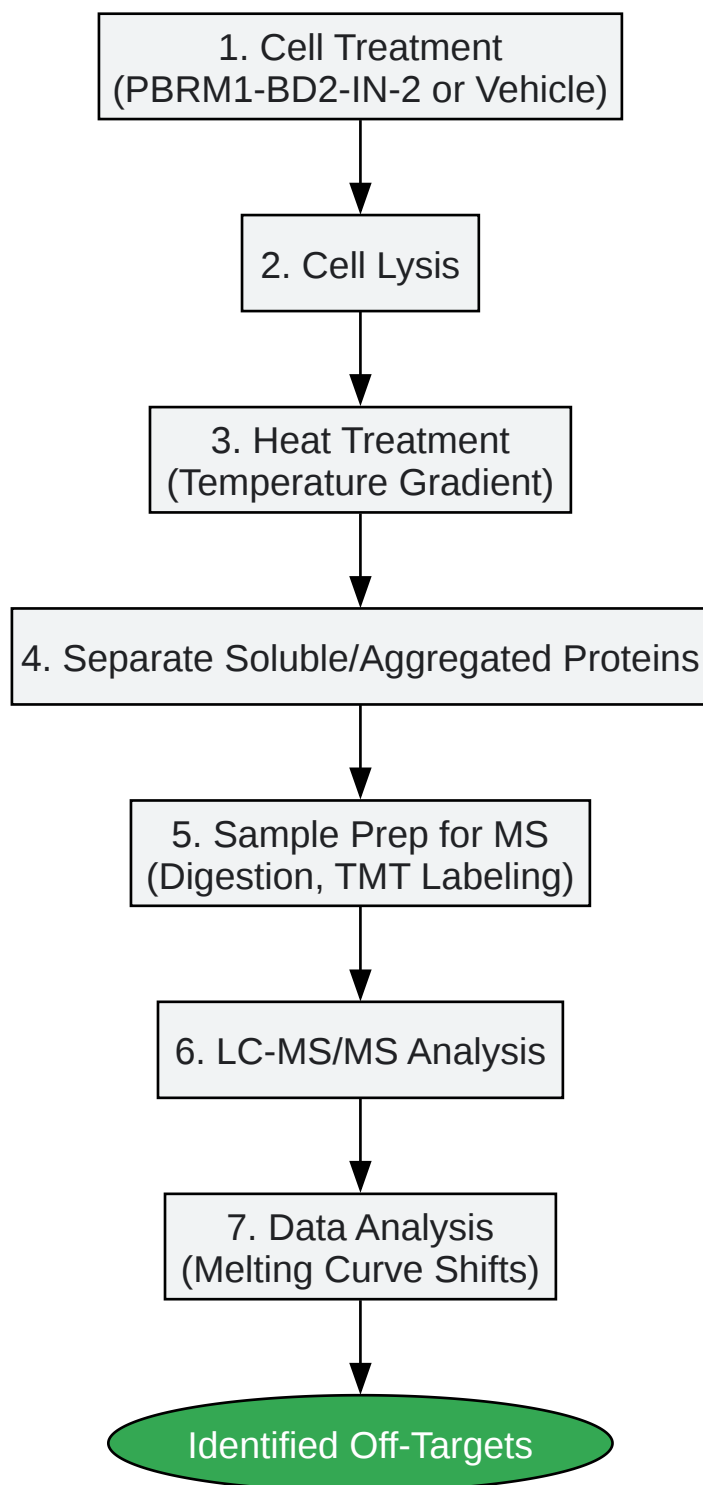 1. Cell Treatment
(PBRM1-BD2-IN-2 or Vehicle)
2. Cell Lysis
3. Heat Treatment
(Temperature Gradient)
4. Separate Soluble/Aggregated Proteins
5. Sample Prep for MS
(Digestion, TMT Labeling)
6. LC-MS/MS Analysis
7. Data Analysis
(Melting Curve Shifts)
Identified Off-Targets